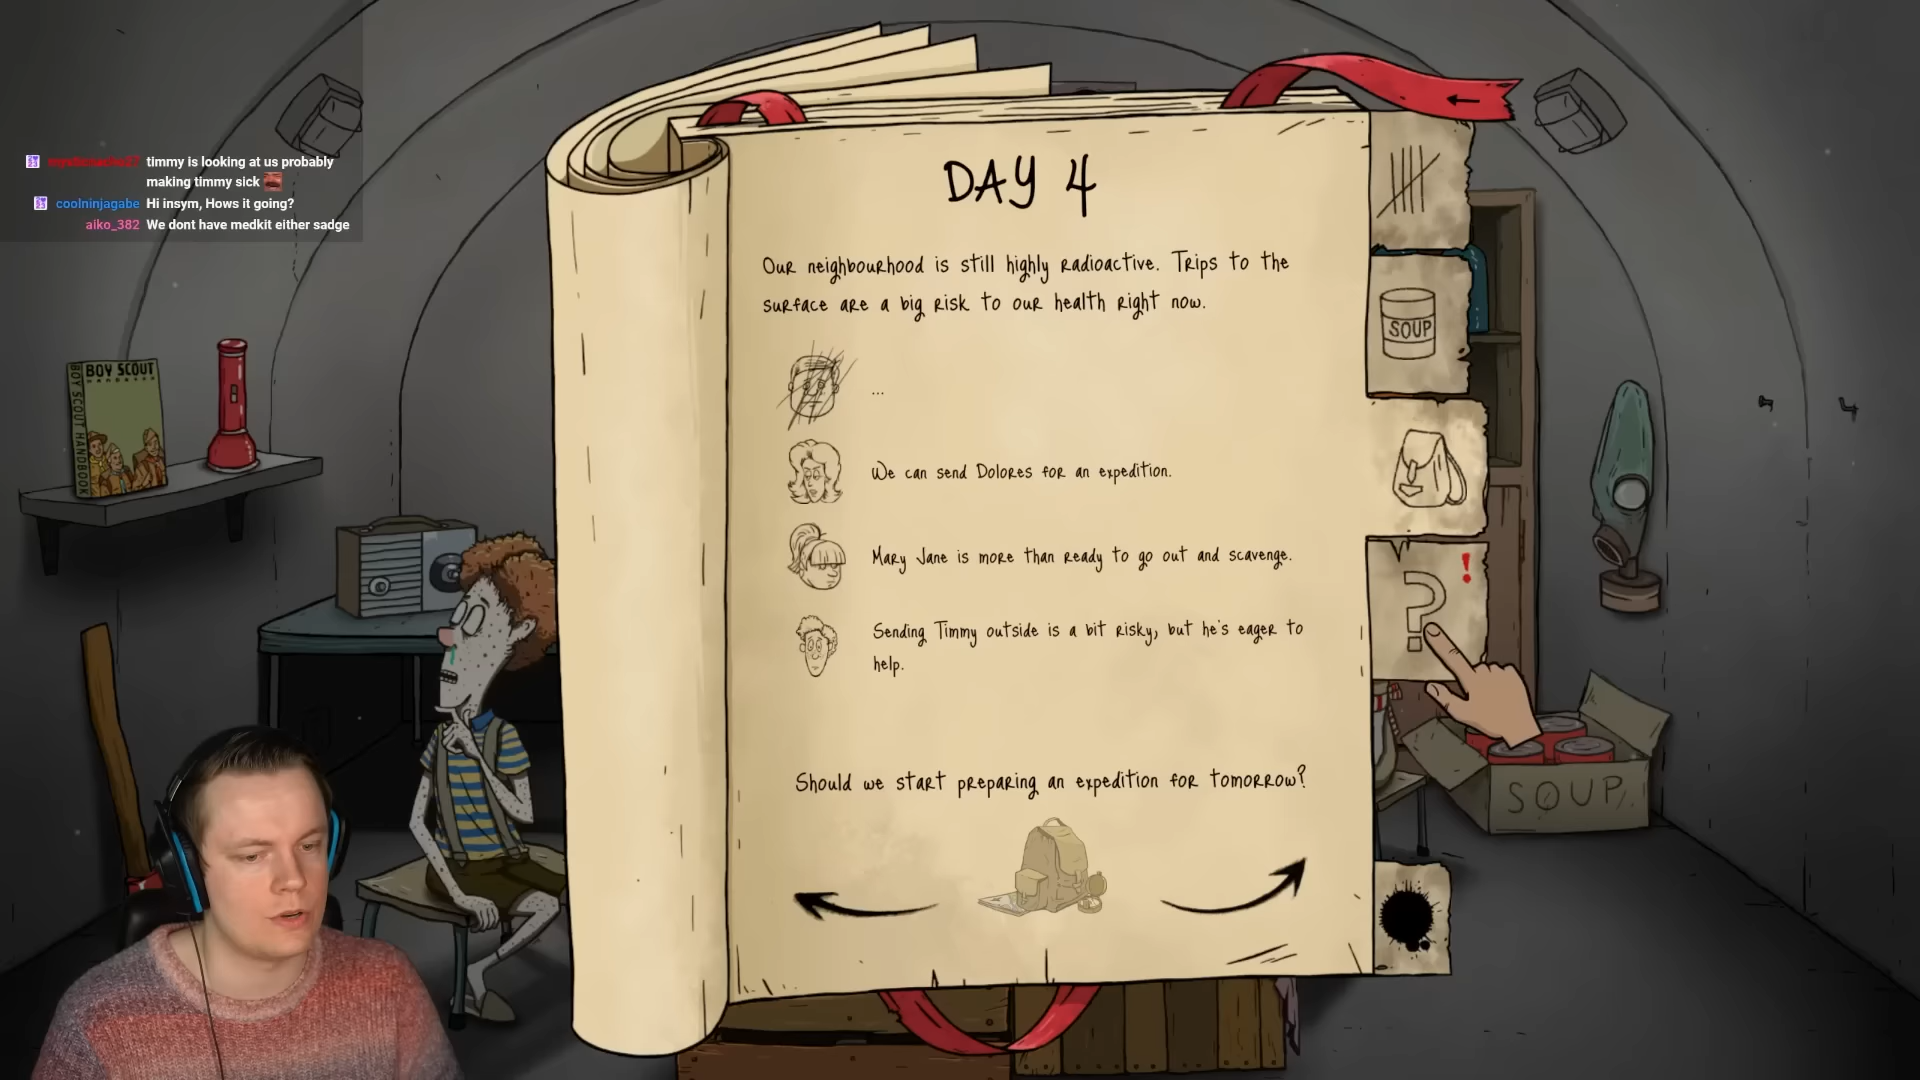 timmy is looking at us probably
making timmy sick
coolninjagabe Hi insym, Hows it going?
aiko_382 We dont have medkit either sadge
DAY 4
Our neighbourhood is still highly radioactive. Trips to the
surface are a big risk to our health right now.
...
We can send Dolores for an expedition.
Mary Jane is more than ready to go out and scavenge.
Sending Timmy outside is a bit risky, but he's eager to
help.
Should we start preparing an expedition for tomorrow?
SOUP
?
!
BOY SCOUT
HANDBOOK
BOY SCOUT HANDBOOK
SOUP